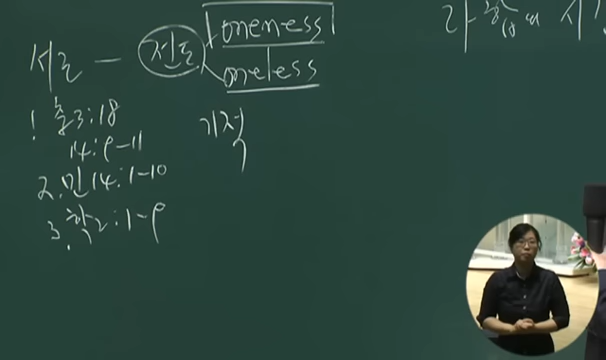 서론 — 전도 oneness
oneless
1. 출3:18
14:9-11
2. 민14:1-10
3. 학2:1-9
기적